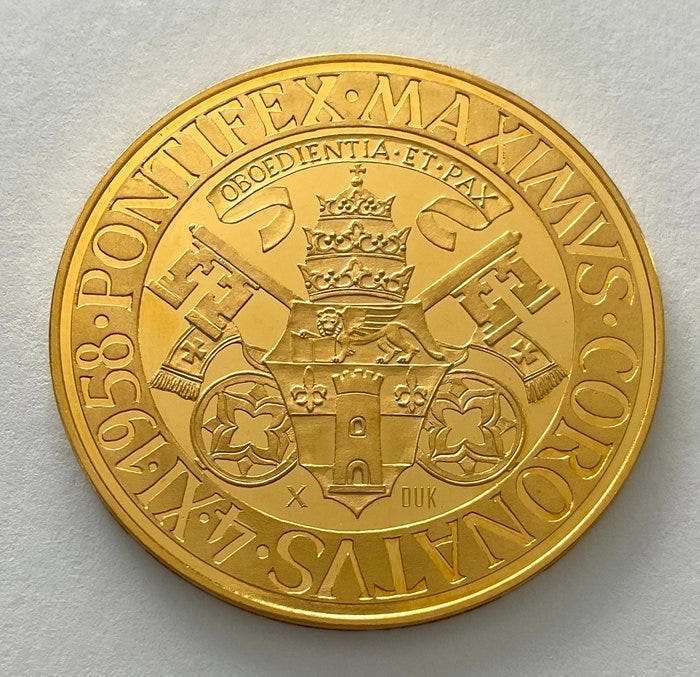 PONTIFEX · MAXIMVS · CORONATVS · 4 · XI · 1958 ·
OBOEDIENTIA · ET · PAX
X DUK